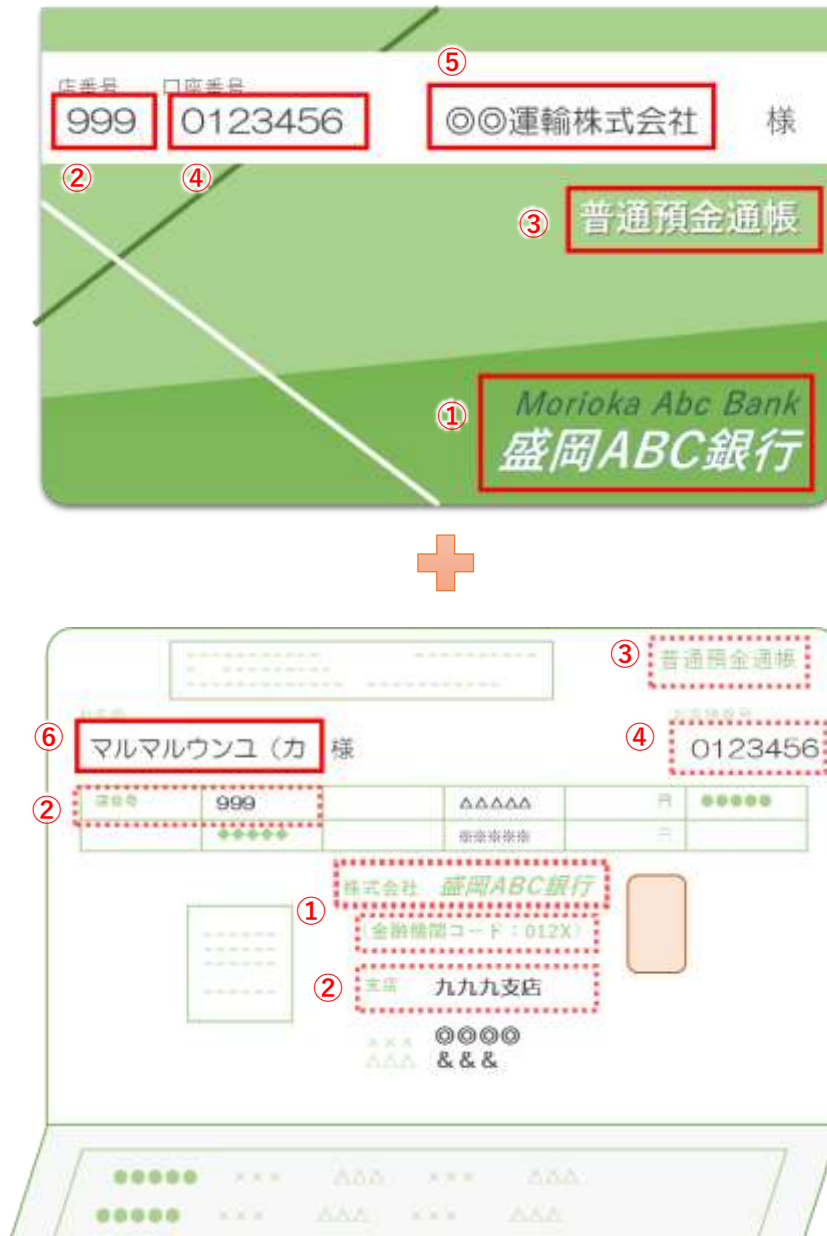 ⑤
店番号 口座番号
999 0123456 ◎◎運輸株式会社 様
② ④
③ 普通預金通帳
① Morioka Abc Bank
盛岡ABC銀行
③ 普通預金通帳
⑥ マルマルウンユ（カ 様 ④ 0123456
② 店番号 999 △△△△△ 円 ●●●●●
◆◆◆◆◆ ※※※※※ 円
株式会社 盛岡ABC銀行
①
（金融機関コード：012X）
② 支店 九九九支店
××× ◎◎◎◎
△△△ &&&
●●●●● ××× △△△ ××× △△△
●●●●● ××× △△△ ××× △△△